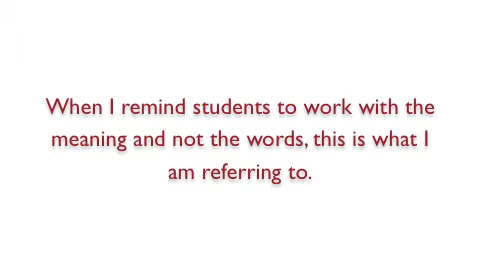 When I remind students to work with the
meaning and not the words, this is what I
am referring to.